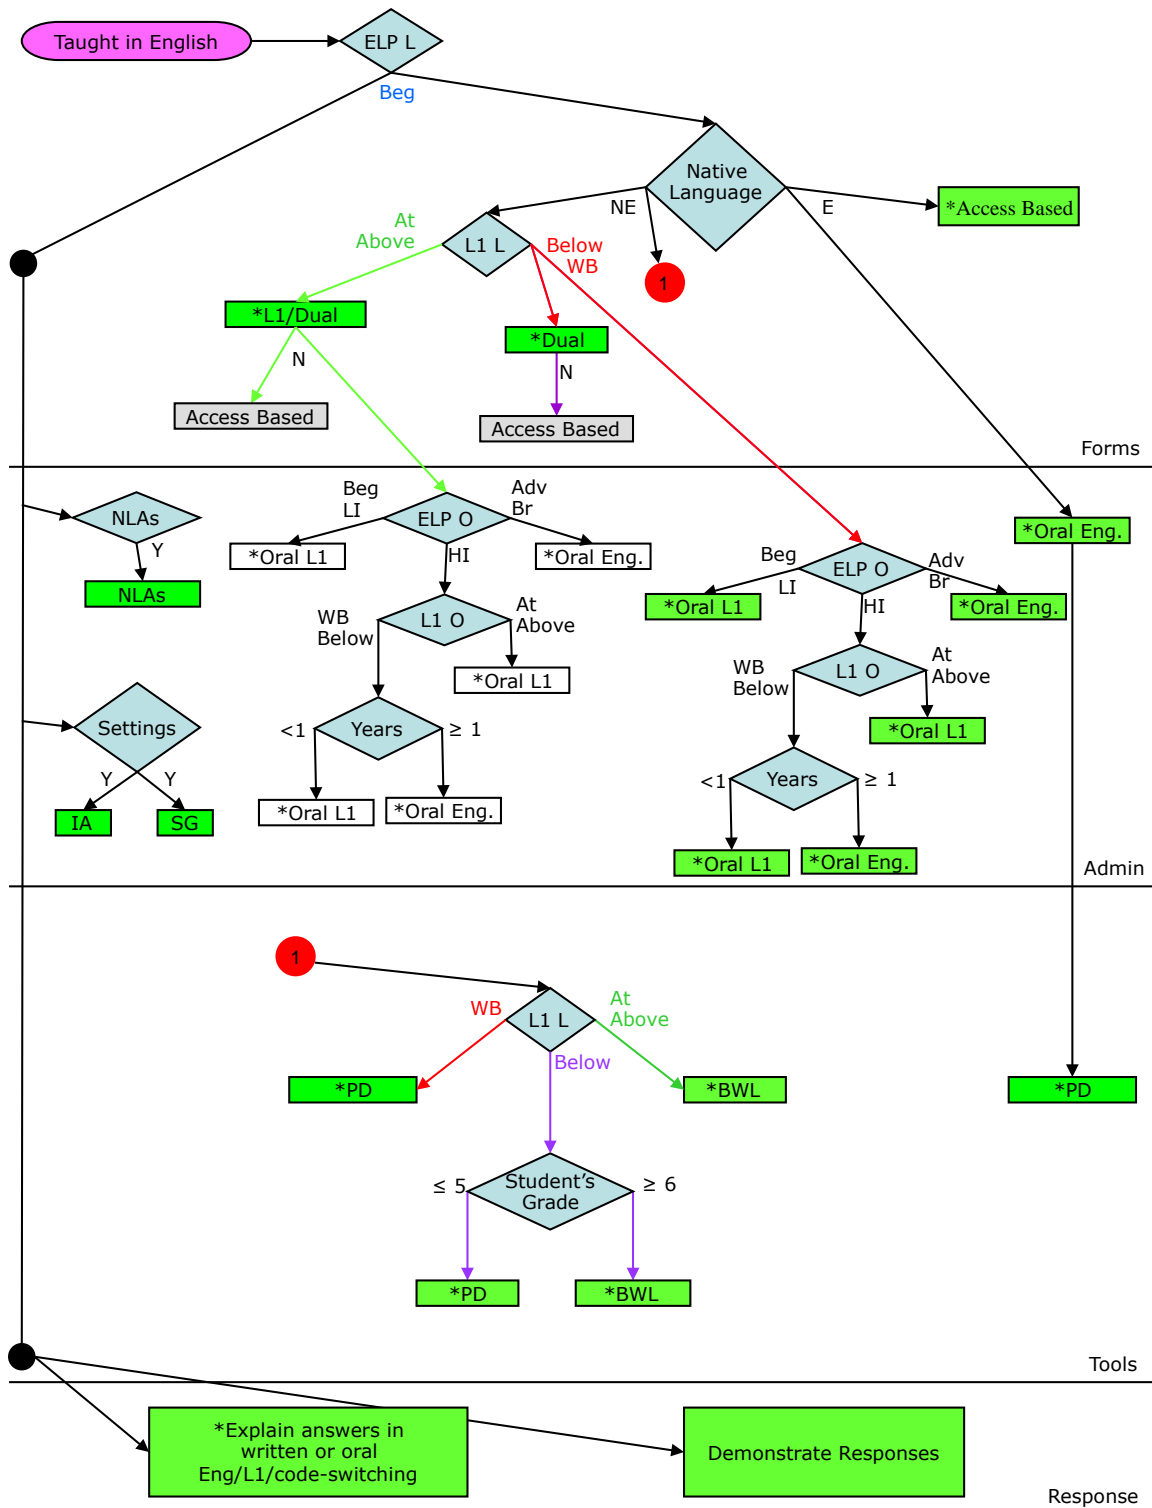 Taught in English
ELP L
Beg
Native
Language
NE
E
*Access Based
At
Above
L1 L
Below
WB
1
*L1/Dual
*Dual
N
N
Access Based
Access Based
Forms
NLAs
Y
NLAs
Beg
LI
ELP O
Adv
Br
*Oral L1
HI
*Oral Eng.
WB
Below
L1 O
At
Above
*Oral L1
<1
Years
≥ 1
*Oral L1
*Oral Eng.
*Oral Eng.
Beg
LI
ELP O
Adv
Br
*Oral L1
HI
*Oral Eng.
WB
Below
L1 O
At
Above
*Oral L1
<1
Years
≥ 1
*Oral L1
*Oral Eng.
Settings
Y
Y
IA
SG
Admin
1
WB
L1 L
At
Above
Below
*PD
*BWL
*PD
≤ 5
Student's
Grade
≥ 6
*PD
*BWL
Tools
*Explain answers in
written or oral
Eng/L1/code-switching
Demonstrate Responses
Response